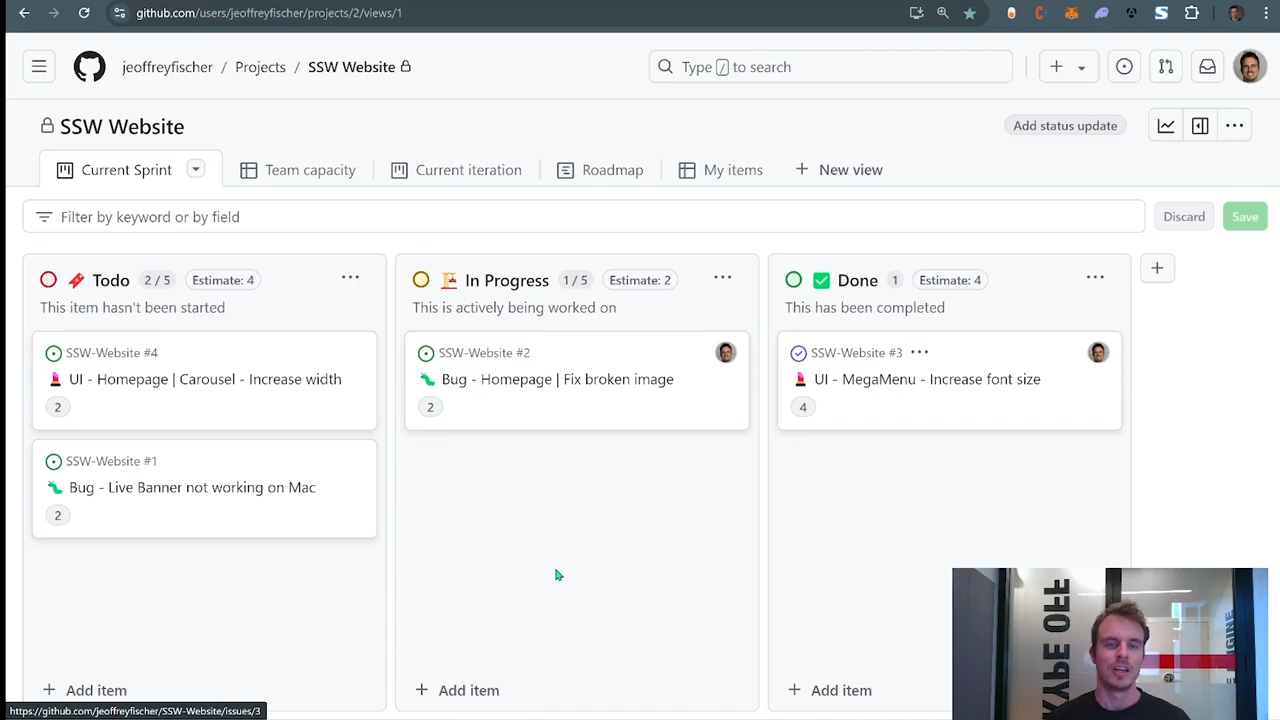 github.com/users/jeoffreyfischer/projects/2/views/1
jeoffreyfischer / Projects / SSW Website
Type / to search
SSW Website
Add status update
Current Sprint
Team capacity
Current iteration
Roadmap
My items
New view
Filter by keyword or by field
Discard
Save
Todo 2 / 5 Estimate: 4
This item hasn't been started
SSW-Website #4
UI - Homepage | Carousel - Increase width
2
SSW-Website #1
Bug - Live Banner not working on Mac
2
Add item
In Progress 1 / 5 Estimate: 2
This is actively being worked on
SSW-Website #2
Bug - Homepage | Fix broken image
2
Add item
Done 1 Estimate: 4
This has been completed
SSW-Website #3
UI - MegaMenu - Increase font size
4
Add item
https://github.com/jeoffreyfischer/SSW-Website/issues/3
YPE OFF